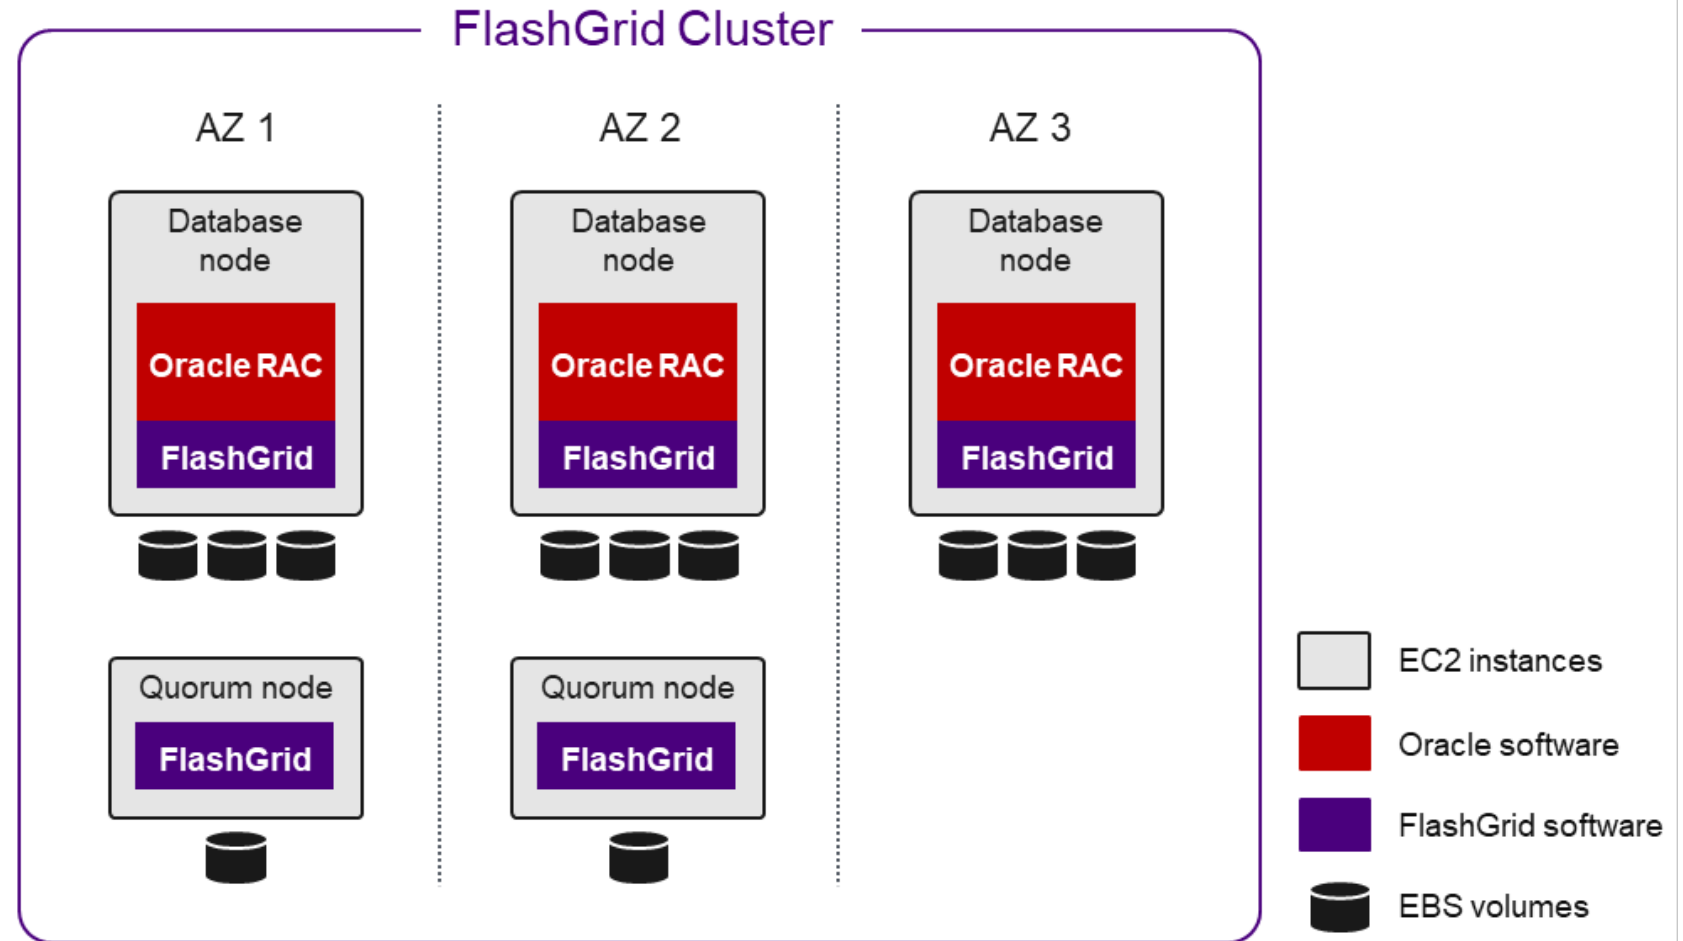 FlashGrid Cluster
AZ 1
AZ 2
AZ 3
Database
node
Oracle RAC
FlashGrid
Database
node
Oracle RAC
FlashGrid
Database
node
Oracle RAC
FlashGrid
Quorum node
FlashGrid
Quorum node
FlashGrid
EC2 instances
Oracle software
FlashGrid software
EBS volumes